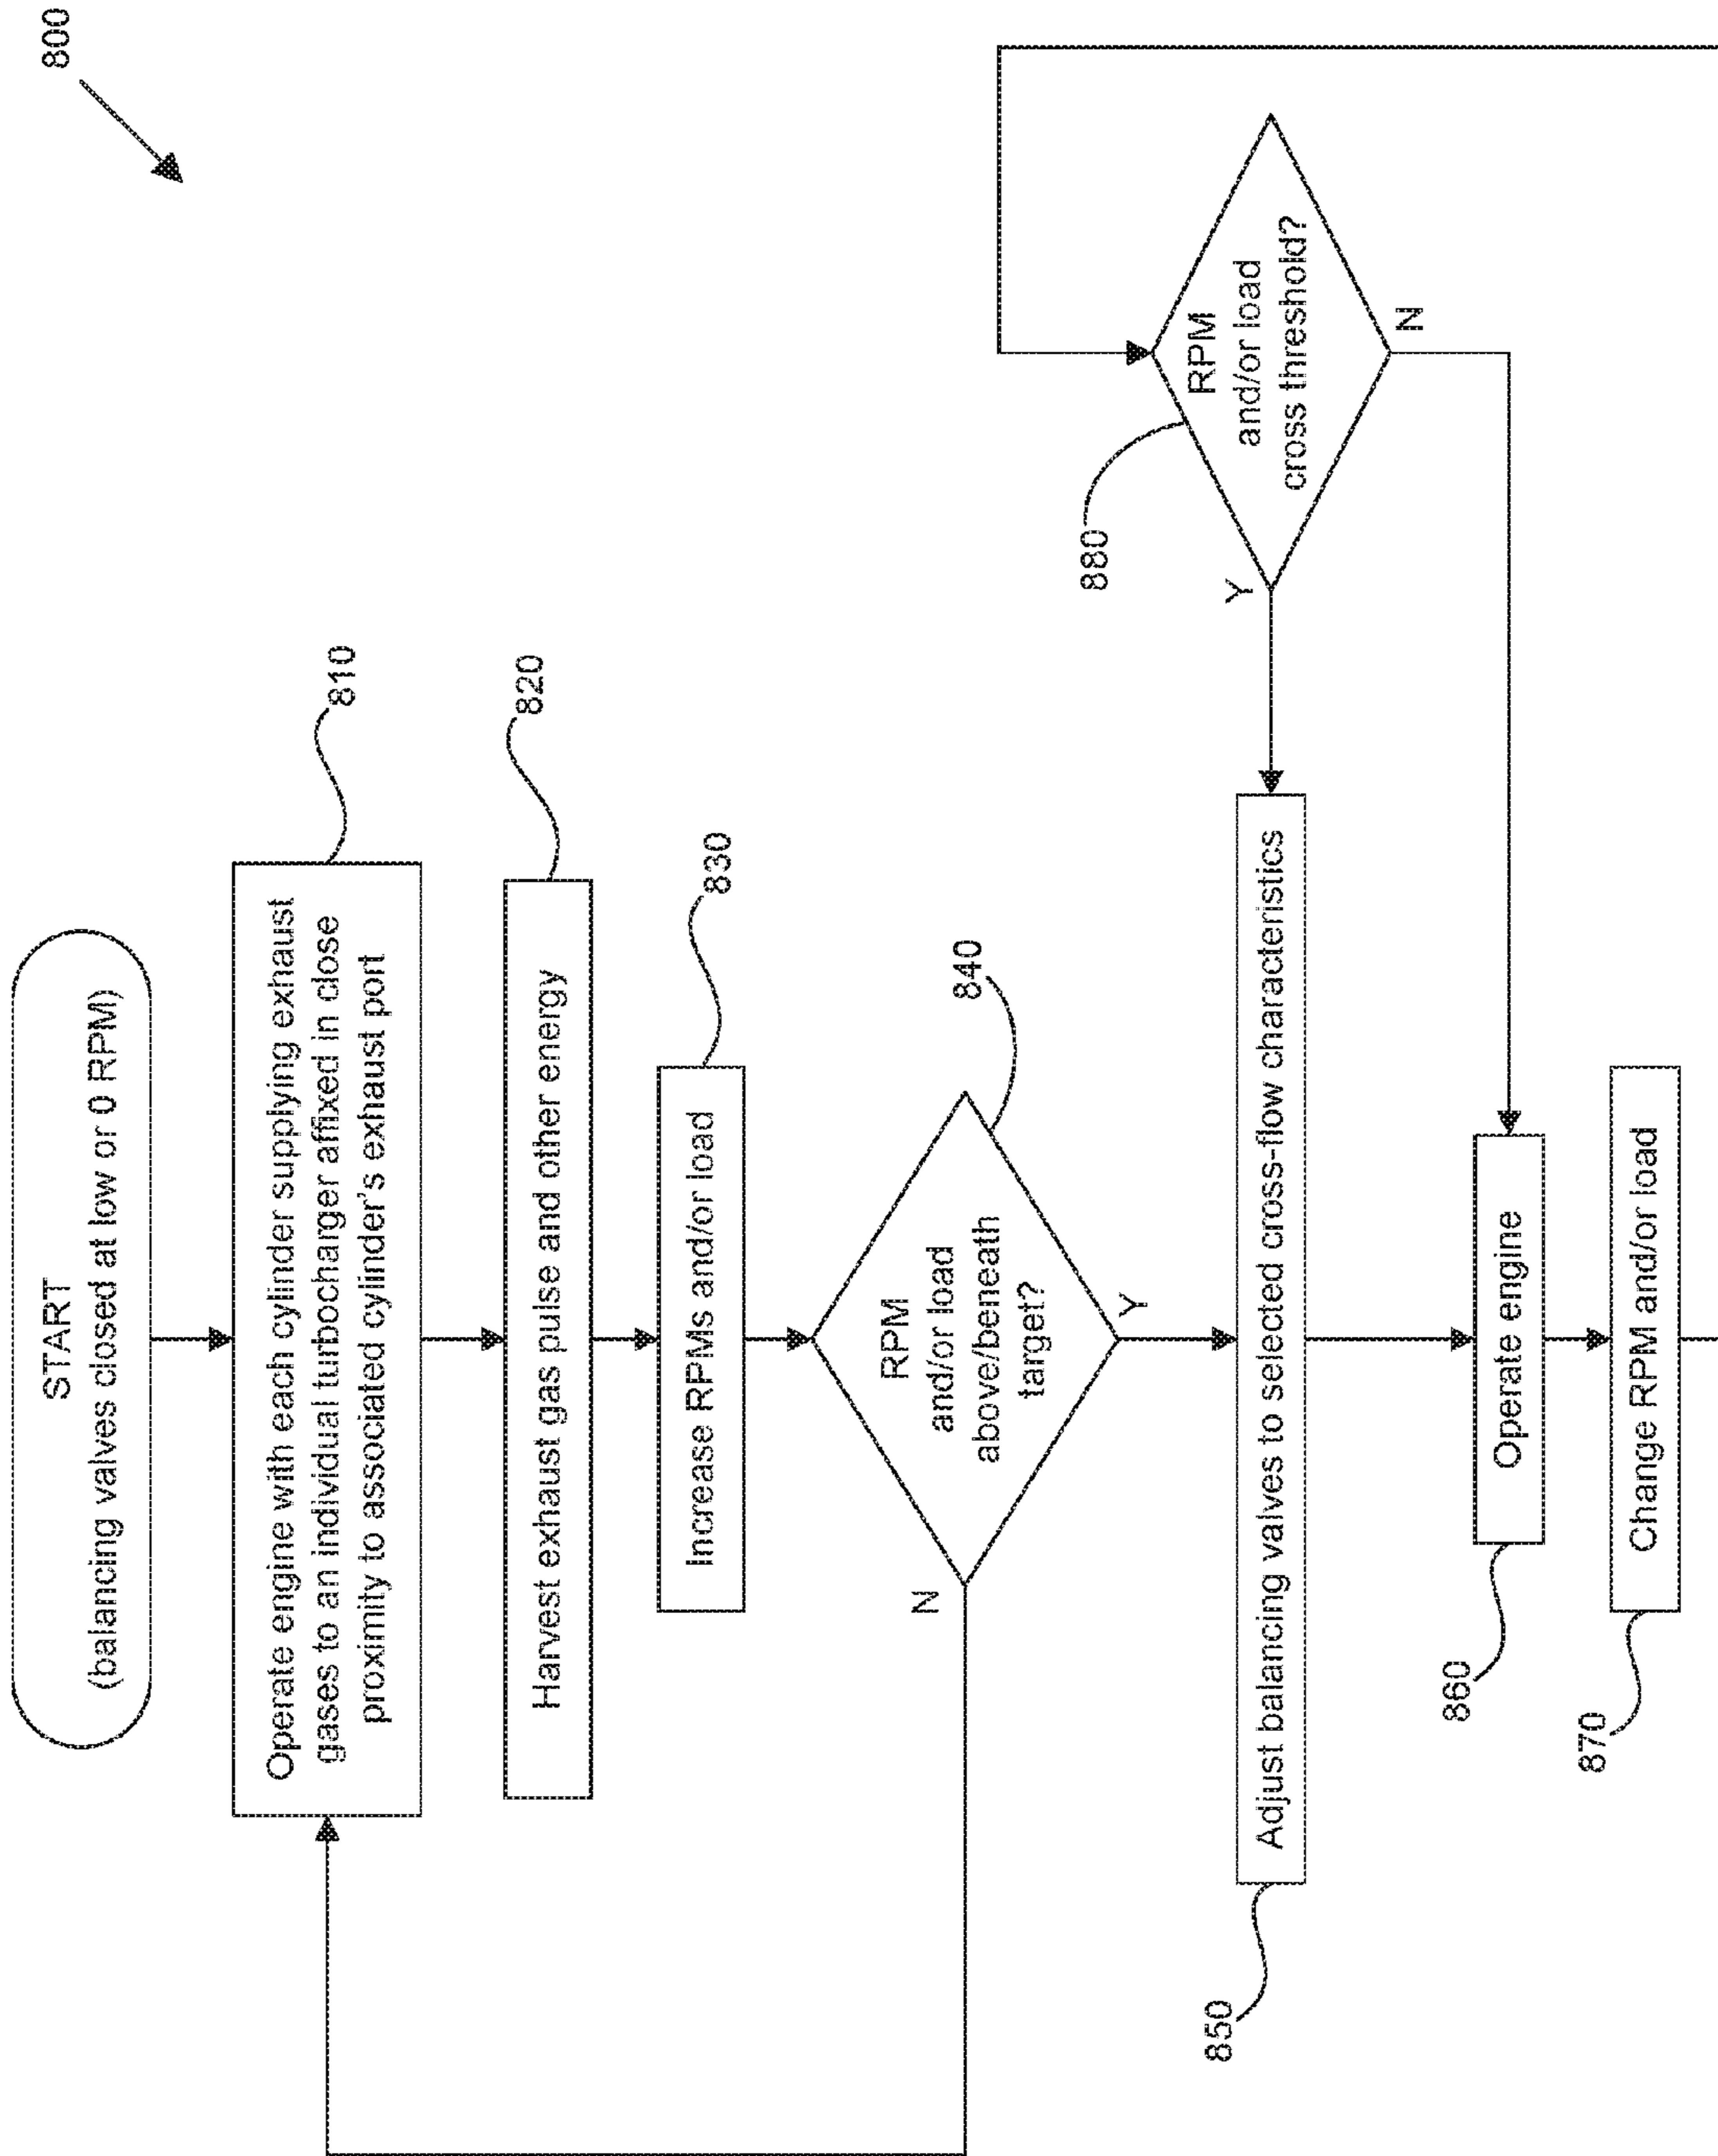 800
START
(balancing valves closed at low or 0 RPM)
Operate engine with each cylinder supplying exhaust
gases to an individual turbocharger affixed in close
proximity to associated cylinder's exhaust port
810
Harvest exhaust gas pulse and other energy
820
Increase RPMs and/or load
830
RPM
and/or load
above/beneath
target?
840
N
Y
Adjust balancing valves to selected cross-flow characteristics
850
RPM
and/or load
cross threshold?
880
Y
N
Operate engine
860
Change RPM and/or load
870